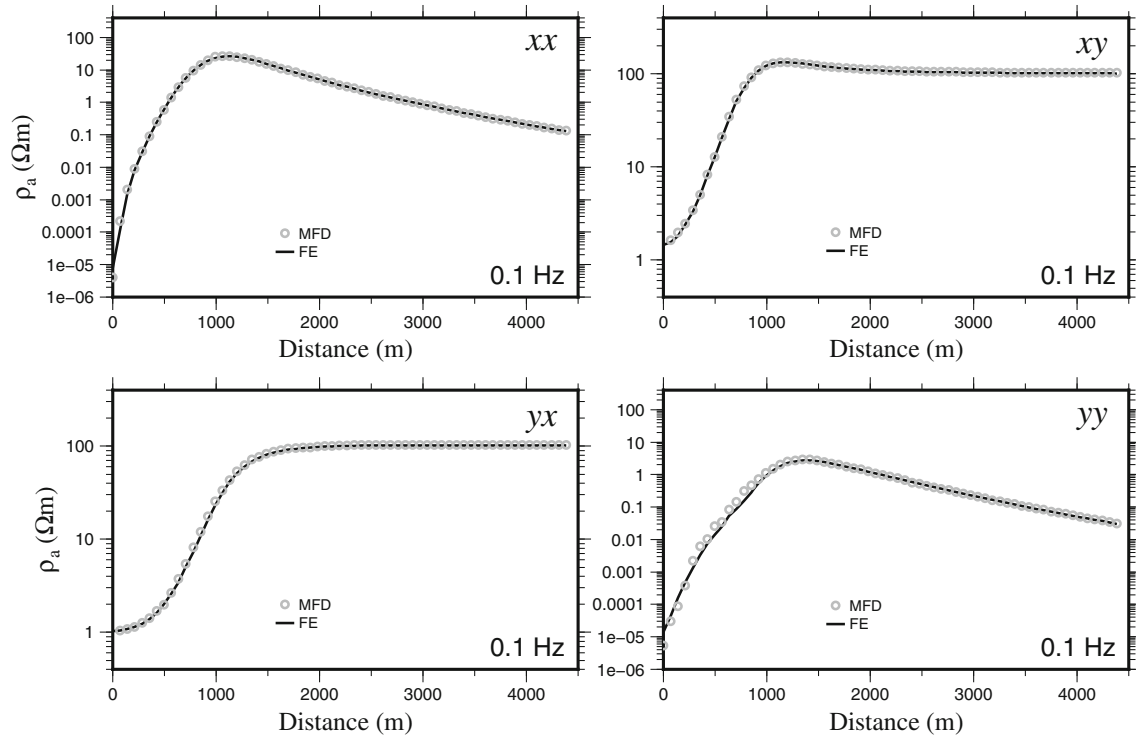 100
10
1
0.1
0.01
0.001
0.0001
1e−05
1e−06
ρa (Ωm)
xx
MFD
FE
0.1 Hz
0 1000 2000 3000 4000
Distance (m)
100
10
1
xy
MFD
FE
0.1 Hz
0 1000 2000 3000 4000
Distance (m)
100
10
1
ρa (Ωm)
yx
MFD
FE
0.1 Hz
0 1000 2000 3000 4000
Distance (m)
100
10
1
0.1
0.01
0.001
0.0001
1e−05
1e−06
yy
MFD
FE
0.1 Hz
0 1000 2000 3000 4000
Distance (m)